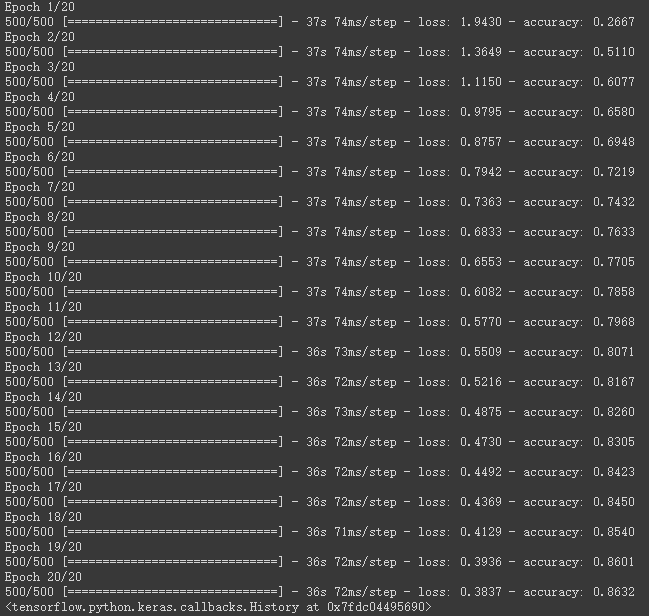 Epoch 1/20
500/500 [==============================] - 37s 74ms/step - loss: 1.9430 - accuracy: 0.2667
Epoch 2/20
500/500 [==============================] - 37s 74ms/step - loss: 1.3649 - accuracy: 0.5110
Epoch 3/20
500/500 [==============================] - 37s 74ms/step - loss: 1.1150 - accuracy: 0.6077
Epoch 4/20
500/500 [==============================] - 37s 74ms/step - loss: 0.9795 - accuracy: 0.6580
Epoch 5/20
500/500 [==============================] - 37s 74ms/step - loss: 0.8757 - accuracy: 0.6948
Epoch 6/20
500/500 [==============================] - 37s 74ms/step - loss: 0.7942 - accuracy: 0.7219
Epoch 7/20
500/500 [==============================] - 37s 74ms/step - loss: 0.7363 - accuracy: 0.7432
Epoch 8/20
500/500 [==============================] - 37s 74ms/step - loss: 0.6833 - accuracy: 0.7633
Epoch 9/20
500/500 [==============================] - 37s 74ms/step - loss: 0.6553 - accuracy: 0.7705
Epoch 10/20
500/500 [==============================] - 37s 74ms/step - loss: 0.6082 - accuracy: 0.7858
Epoch 11/20
500/500 [==============================] - 37s 74ms/step - loss: 0.5770 - accuracy: 0.7968
Epoch 12/20
500/500 [==============================] - 36s 73ms/step - loss: 0.5509 - accuracy: 0.8071
Epoch 13/20
500/500 [==============================] - 36s 72ms/step - loss: 0.5216 - accuracy: 0.8167
Epoch 14/20
500/500 [==============================] - 36s 73ms/step - loss: 0.4875 - accuracy: 0.8260
Epoch 15/20
500/500 [==============================] - 36s 72ms/step - loss: 0.4730 - accuracy: 0.8305
Epoch 16/20
500/500 [==============================] - 36s 72ms/step - loss: 0.4492 - accuracy: 0.8423
Epoch 17/20
500/500 [==============================] - 36s 72ms/step - loss: 0.4369 - accuracy: 0.8450
Epoch 18/20
500/500 [==============================] - 36s 71ms/step - loss: 0.4129 - accuracy: 0.8540
Epoch 19/20
500/500 [==============================] - 36s 72ms/step - loss: 0.3936 - accuracy: 0.8601
Epoch 20/20
500/500 [==============================] - 36s 72ms/step - loss: 0.3837 - accuracy: 0.8632
<tensorflow.python.keras.callbacks.History at 0x7fdc04495690>